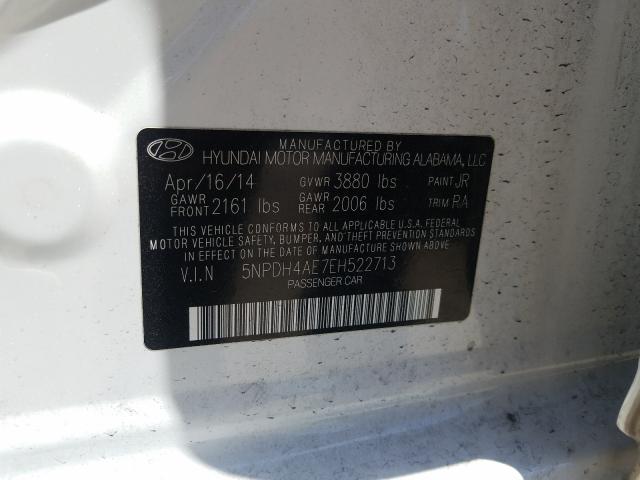 MANUFACTURED BY
HYUNDAI MOTOR MANUFACTURING ALABAMA, LLC
Apr/16/14 GVWR 3880 lbs PAINT JR
GAWR FRONT 2161 lbs GAWR REAR 2006 lbs TRIM RA
THIS VEHICLE CONFORMS TO ALL APPLICABLE U.S.A. FEDERAL
MOTOR VEHICLE SAFETY, BUMPER, AND THEFT PREVENTION
STANDARDS IN EFFECT ON THE DATE OF MANUFACTURE SHOWN ABOVE.
V.I.N 5NPDH4AE7EH522713
PASSENGER CAR